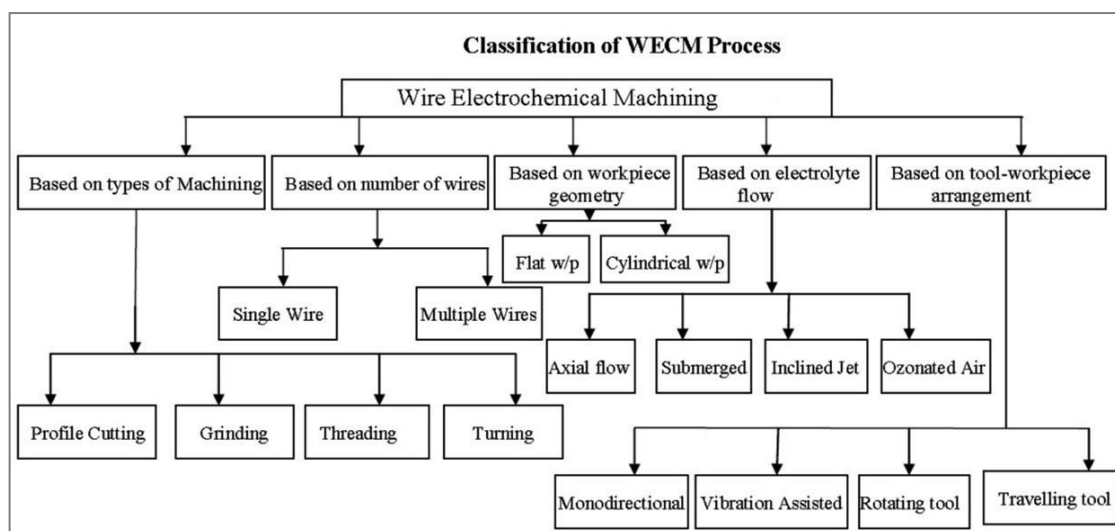 Classification of WECM Process
Wire Electrochemical Machining
Based on types of Machining
Based on number of wires
Based on workpiece
geometry
Based on electrolyte
flow
Based on tool-workpiece
arrangement
Flat w/p
Cylindrical w/p
Single Wire
Multiple Wires
Axial flow
Submerged
Inclined Jet
Ozonated Air
Profile Cutting
Grinding
Threading
Turning
Monodirectional
Vibration Assisted
Rotating tool
Travelling tool